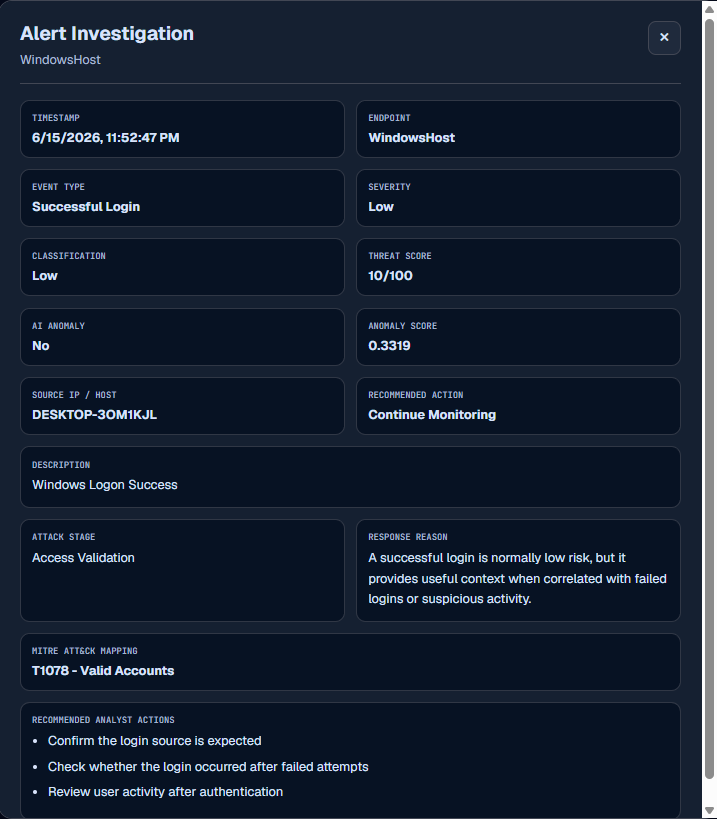 Alert Investigation
WindowsHost
×
TIMESTAMP
6/15/2026, 11:52:47 PM
ENDPOINT
WindowsHost
EVENT TYPE
Successful Login
SEVERITY
Low
CLASSIFICATION
Low
THREAT SCORE
10/100
AI ANOMALY
No
ANOMALY SCORE
0.3319
SOURCE IP / HOST
DESKTOP-3OM1KJL
RECOMMENDED ACTION
Continue Monitoring
DESCRIPTION
Windows Logon Success
ATTACK STAGE
Access Validation
RESPONSE REASON
A successful login is normally low risk, but it
provides useful context when correlated with failed
logins or suspicious activity.
MITRE ATT&CK MAPPING
T1078 - Valid Accounts
RECOMMENDED ANALYST ACTIONS
• Confirm the login source is expected
• Check whether the login occurred after failed attempts
• Review user activity after authentication